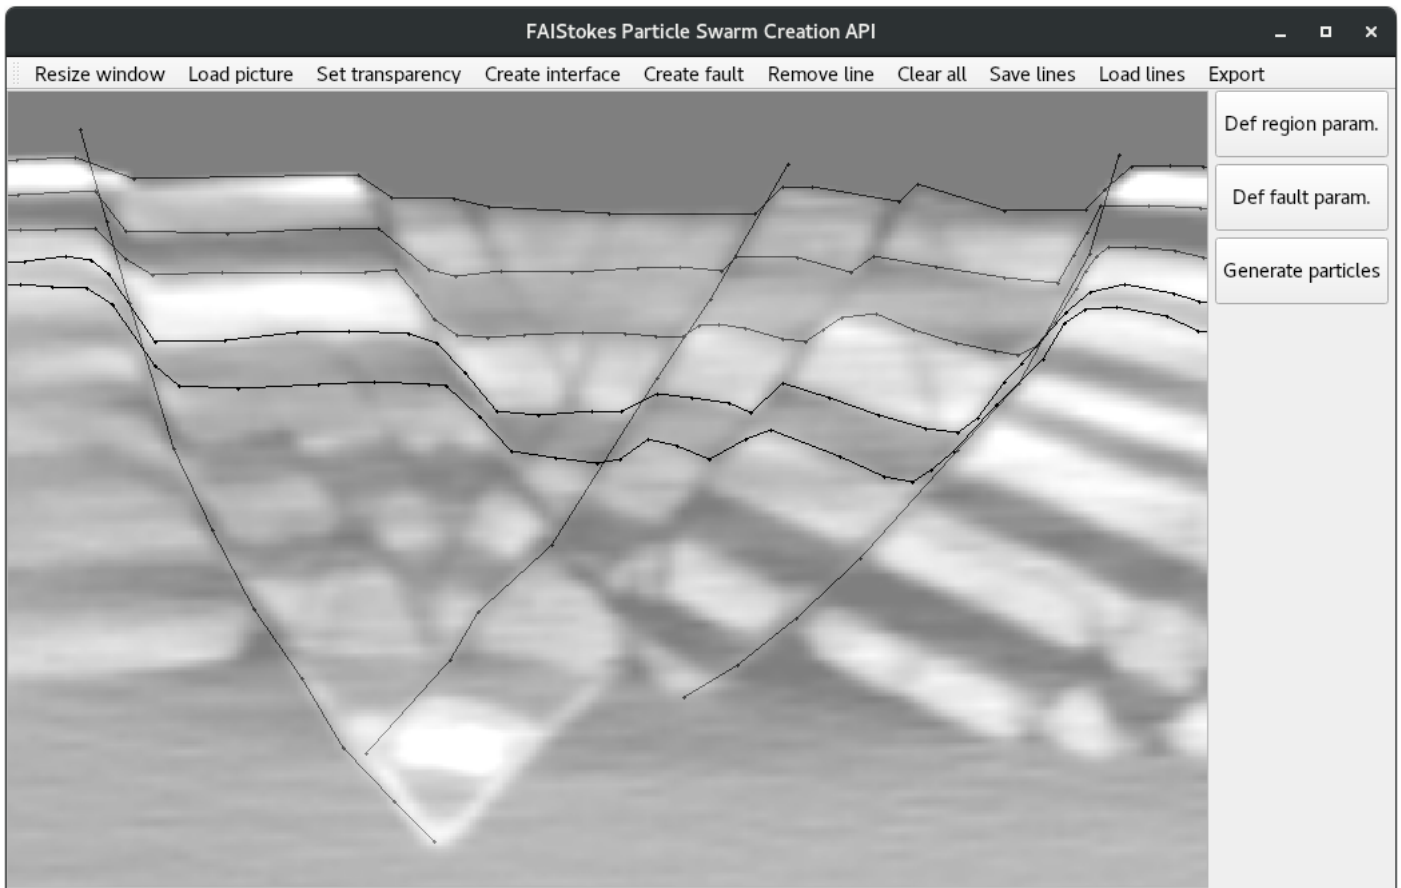 FAIStokes Particle Swarm Creation API
Resize window Load picture Set transparency Create interface Create fault Remove line Clear all Save lines Load lines Export
Def region param.
Def fault param.
Generate particles